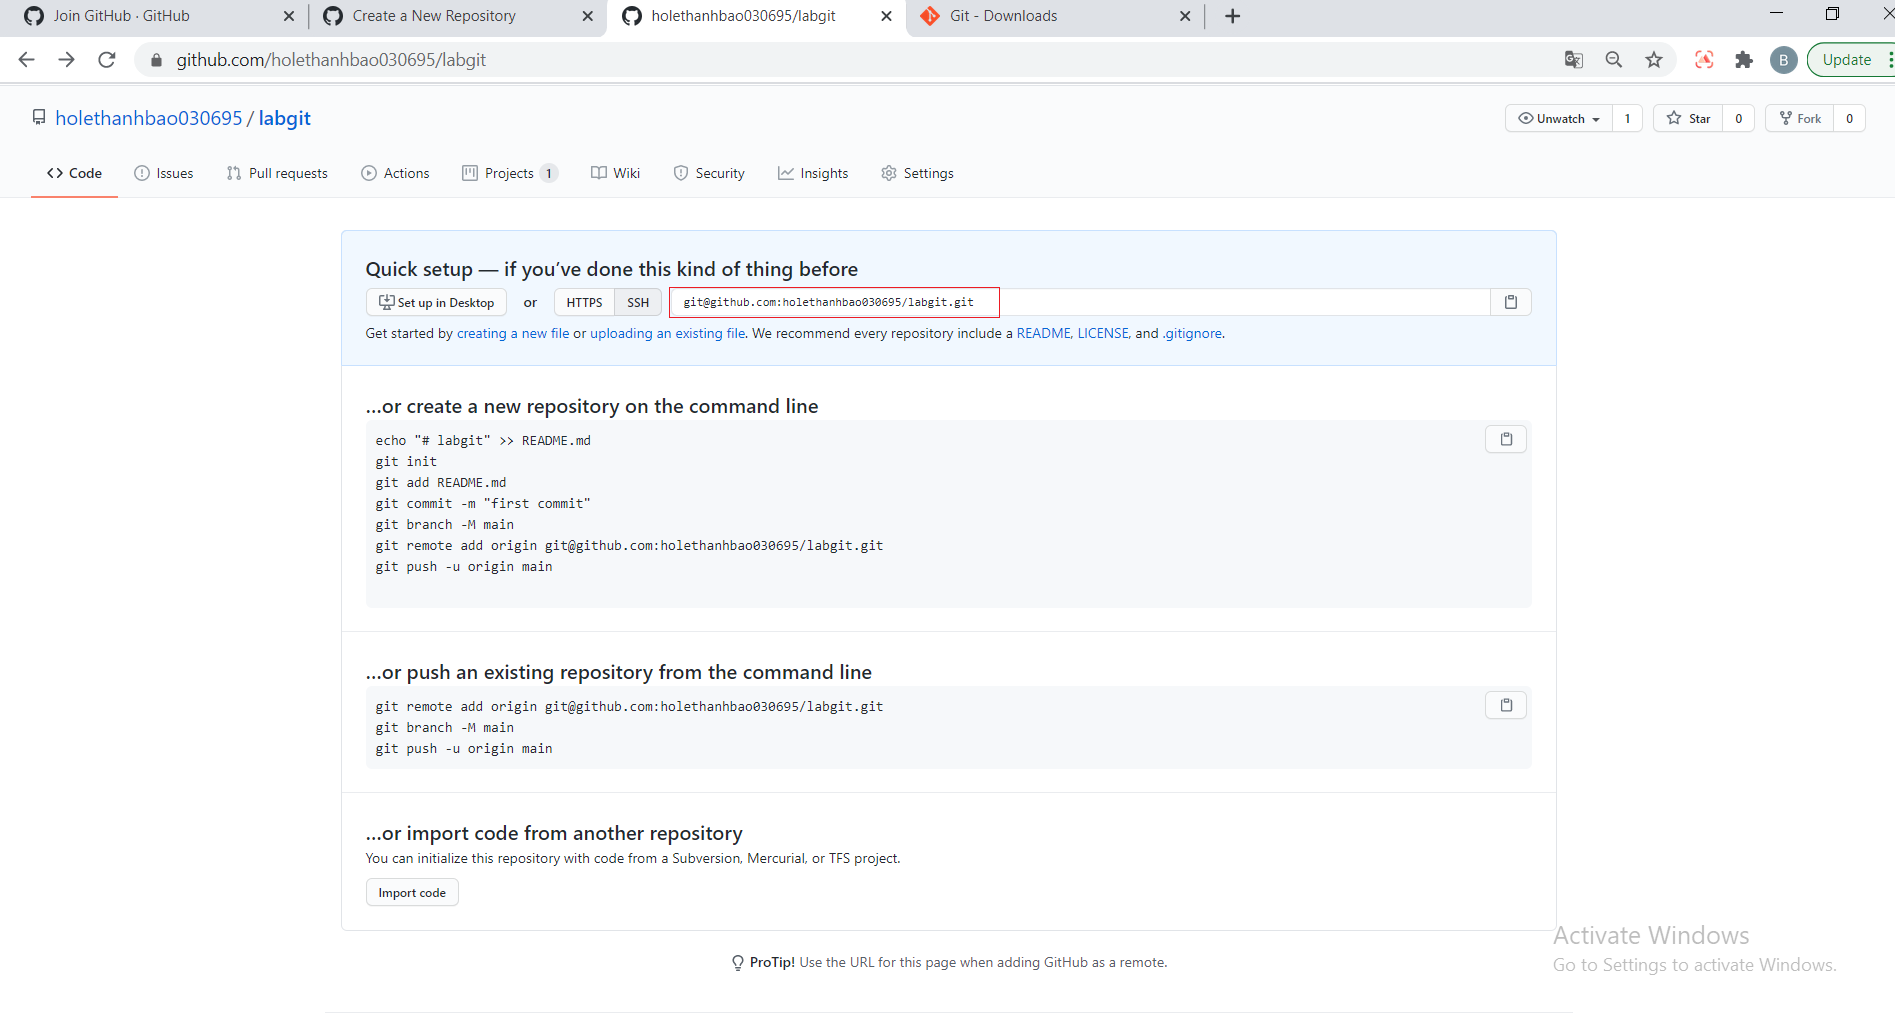 Join GitHub · GitHub
Create a New Repository
holethanhbao030695/labgit
Git - Downloads
github.com/holethanhbao030695/labgit
B
Update
holethanhbao030695 / labgit
Unwatch 1
Star 0
Fork 0
Code
Issues
Pull requests
Actions
Projects 1
Wiki
Security
Insights
Settings
Quick setup — if you've done this kind of thing before
Set up in Desktop or HTTPS SSH git@github.com:holethanhbao030695/labgit.git
Get started by creating a new file or uploading an existing file. We recommend every repository include a README, LICENSE, and .gitignore.
...or create a new repository on the command line
echo "# labgit" >> README.md
git init
git add README.md
git commit -m "first commit"
git branch -M main
git remote add origin git@github.com:holethanhbao030695/labgit.git
git push -u origin main
...or push an existing repository from the command line
git remote add origin git@github.com:holethanhbao030695/labgit.git
git branch -M main
git push -u origin main
...or import code from another repository
You can initialize this repository with code from a Subversion, Mercurial, or TFS project.
Import code
ProTip! Use the URL for this page when adding GitHub as a remote.
Activate Windows
Go to Settings to activate Windows.